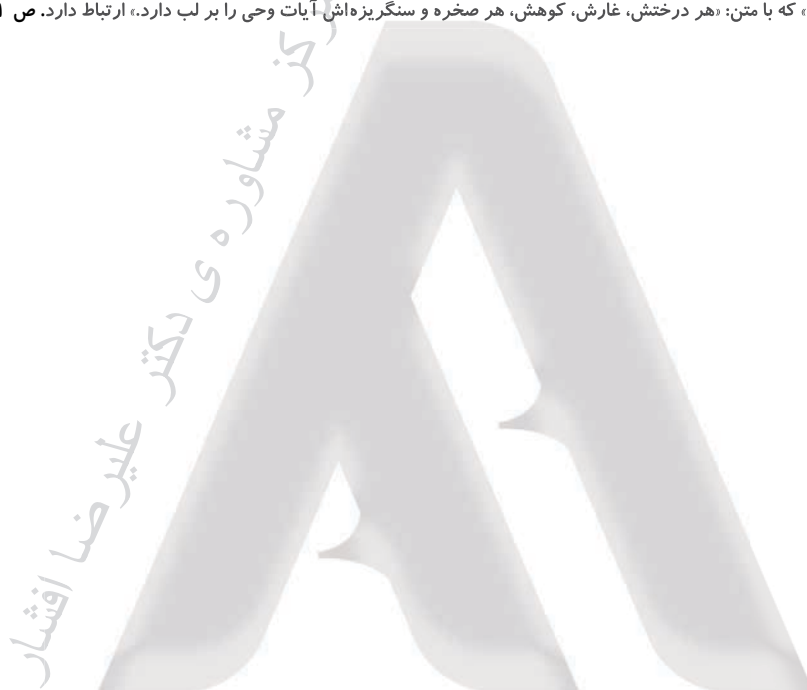 » که با متن: «هر درختش، غارش، کوهش، هر صخره و سنگریزه‌اش آیات وحی را بر لب دارد.» ارتباط دارد. ص
مرکز مشاوره ی دکتر علیرضا افشار